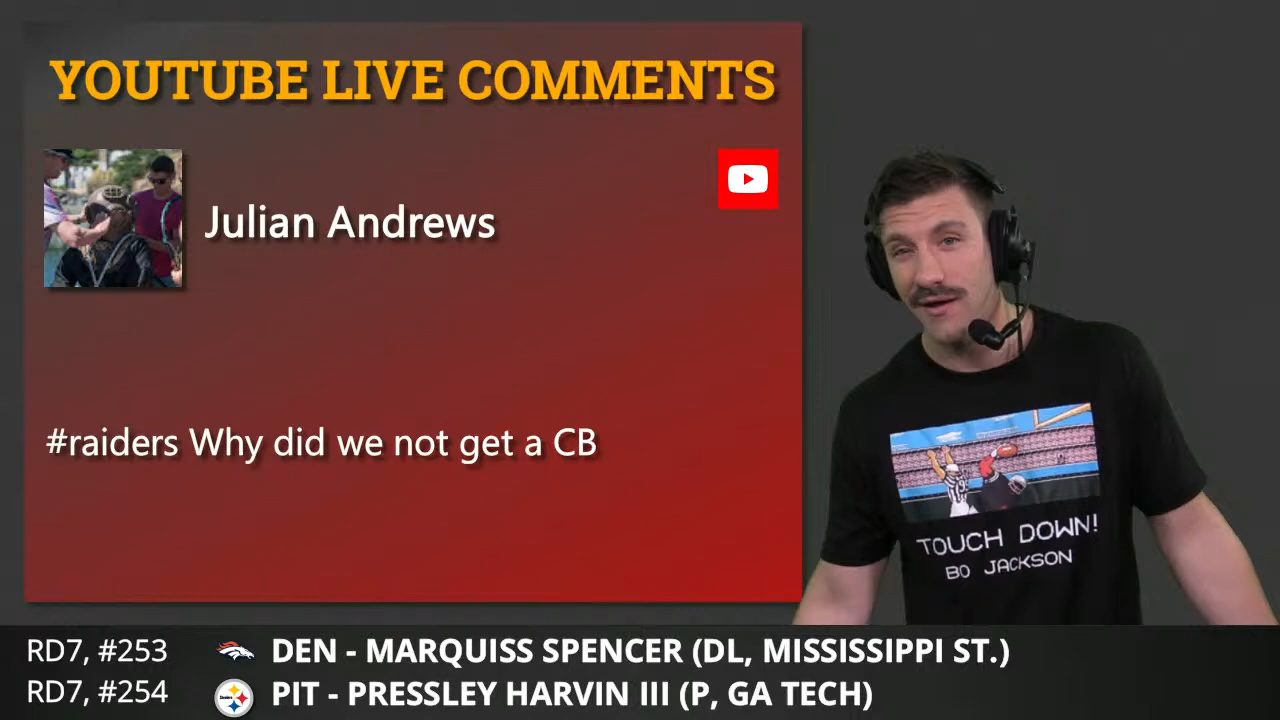 YOUTUBE LIVE COMMENTS
Julian Andrews
#raiders Why did we not get a CB
TOUCH DOWN!
BO JACKSON
RD7, #253 DEN - MARQUISS SPENCER (DL, MISSISSIPPI ST.)
RD7, #254 PIT - PRESSLEY HARVIN III (P, GA TECH)